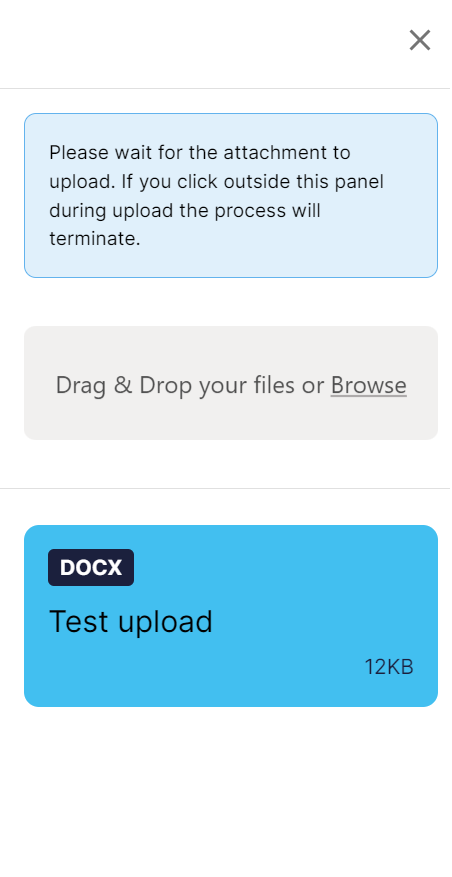 Please wait for the attachment to
upload. If you click outside this panel
during upload the process will
terminate.
Drag & Drop your files or Browse
DOCX
Test upload
12KB